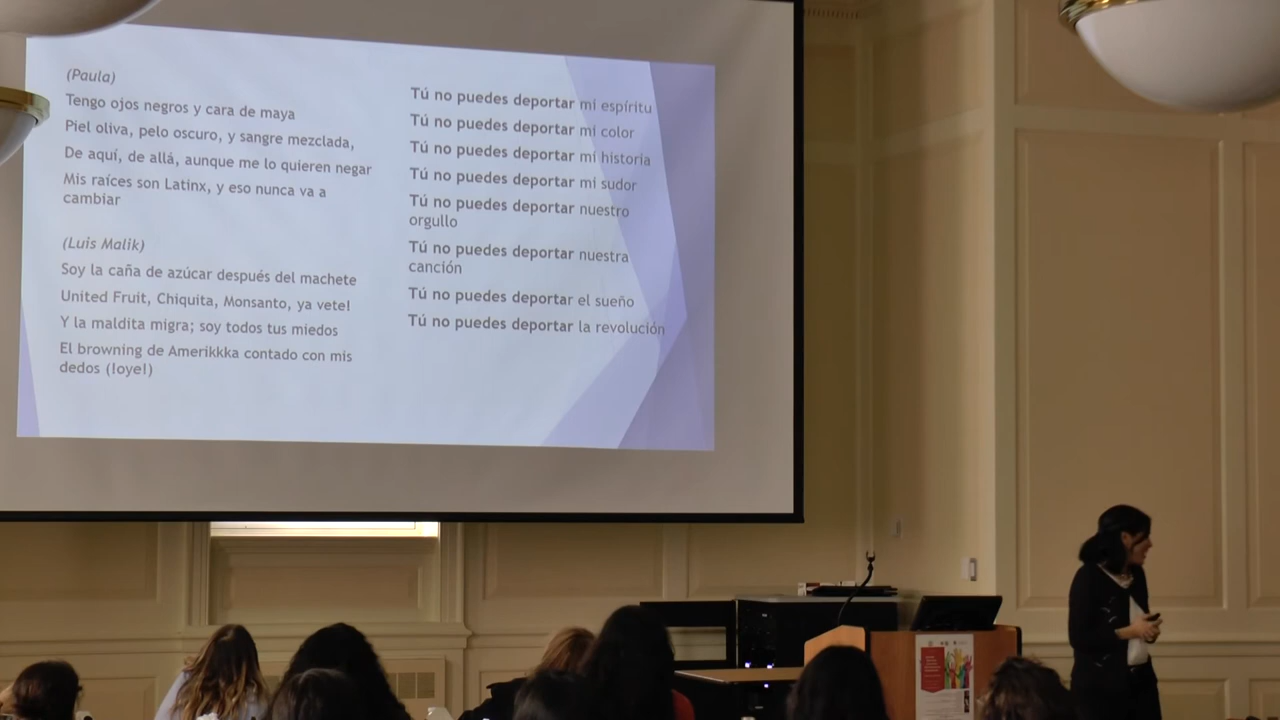 (Paula)
Tengo ojos negros y cara de maya
Piel oliva, pelo oscuro, y sangre mezclada,
De aquí, de allá, aunque me lo quieren negar
Mis raíces son Latinx, y eso nunca va a
cambiar
(Luis Malik)
Soy la caña de azúcar después del machete
United Fruit, Chiquita, Monsanto, ya vete!
Y la maldita migra; soy todos tus miedos
El browning de Amerikkka contado con mis
dedos (!oye!)
Tú no puedes deportar mi espíritu
Tú no puedes deportar mi color
Tú no puedes deportar mi historia
Tú no puedes deportar mi sudor
Tú no puedes deportar nuestro
orgullo
Tú no puedes deportar nuestra
canción
Tú no puedes deportar el sueño
Tú no puedes deportar la revolución